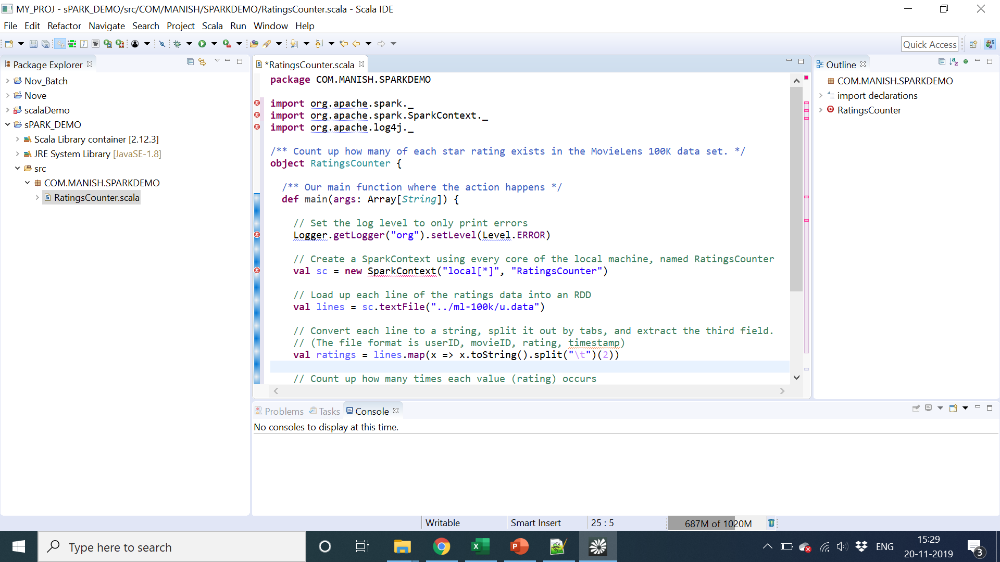 MY_PROJ - sPARK_DEMO/src/COM/MANISH/SPARKDEMO/RatingsCounter.scala - Scala IDE
File Edit Refactor Navigate Search Project Scala Run Window Help
Quick Access
Package Explorer
Nov_Batch
Nove
scalaDemo
sPARK_DEMO
Scala Library container [2.12.3]
JRE System Library [JavaSE-1.8]
src
COM.MANISH.SPARKDEMO
RatingsCounter.scala
*RatingsCounter.scala
package COM.MANISH.SPARKDEMO
import org.apache.spark._
import org.apache.spark.SparkContext._
import org.apache.log4j._
/** Count up how many of each star rating exists in the MovieLens 100K data set. */
object RatingsCounter {
/** Our main function where the action happens */
def main(args: Array[String]) {
// Set the log level to only print errors
Logger.getLogger("org").setLevel(Level.ERROR)
// Create a SparkContext using every core of the local machine, named RatingsCounter
val sc = new SparkContext("local[*]", "RatingsCounter")
// Load up each line of the ratings data into an RDD
val lines = sc.textFile("../ml-100k/u.data")
// Convert each line to a string, split it out by tabs, and extract the third field.
// (The file format is userID, movieID, rating, timestamp)
val ratings = lines.map(x => x.toString().split("\t")(2))
// Count up how many times each value (rating) occurs
Outline
COM.MANISH.SPARKDEMO
import declarations
RatingsCounter
Problems Tasks Console
No consoles to display at this time.
Writable Smart Insert 25 : 5 687M of 1020M
Type here to search
ENG
15:29
20-11-2019
3